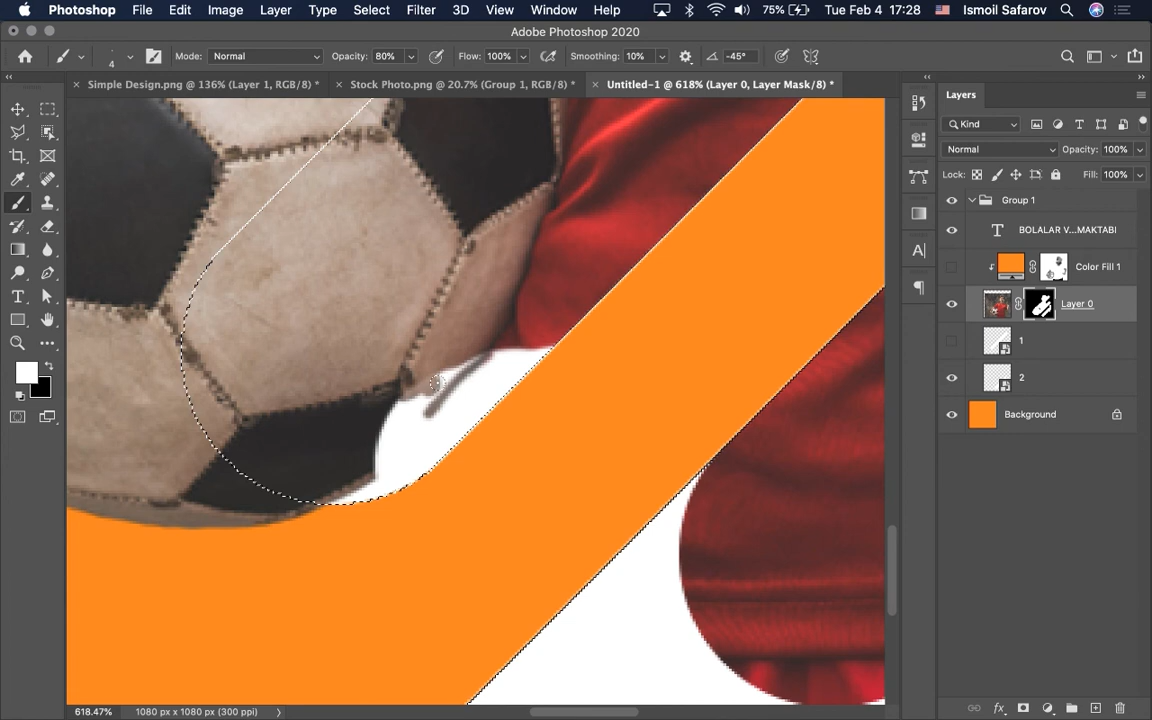 Photoshop File Edit Image Layer Type Select Filter 3D View Window Help 75% Tue Feb 4 17:28 Ismoil Safarov
Adobe Photoshop 2020
4 Mode: Normal Opacity: 80% Flow: 100% Smoothing: 10% -45°
Simple Design.png @ 136% (Layer 1, RGB/8) * Stock Photo.png @ 20.7% (Group 1, RGB/8) * Untitled-1 @ 618% (Layer 0, Layer Mask/8) *
Layers
Kind
Normal Opacity: 100%
Lock: Fill: 100%
Group 1
BOLALAR V...MAKTABI
Color Fill 1
Layer 0
1
2
Background
618.47% 1080 px x 1080 px (300 ppi)